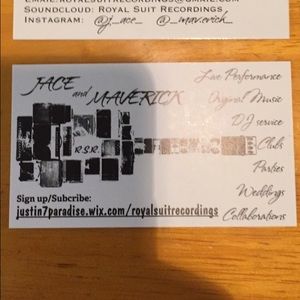 EMAIL:ROYALSUITRECORDINGS@GMAIL.COM
SOUNDCLOUD: ROYAL SUIT RECORDINGS
INSTAGRAM: @j_ace_ @_maverick_
JACE
and
MAVERICK
R.S.R
Live Performance
Original Music
DJ service
Clubs
Parties
Weddings
Collaborations
Sign up/Subcribe:
justin7paradise.wix.com/royalsuitrecordings